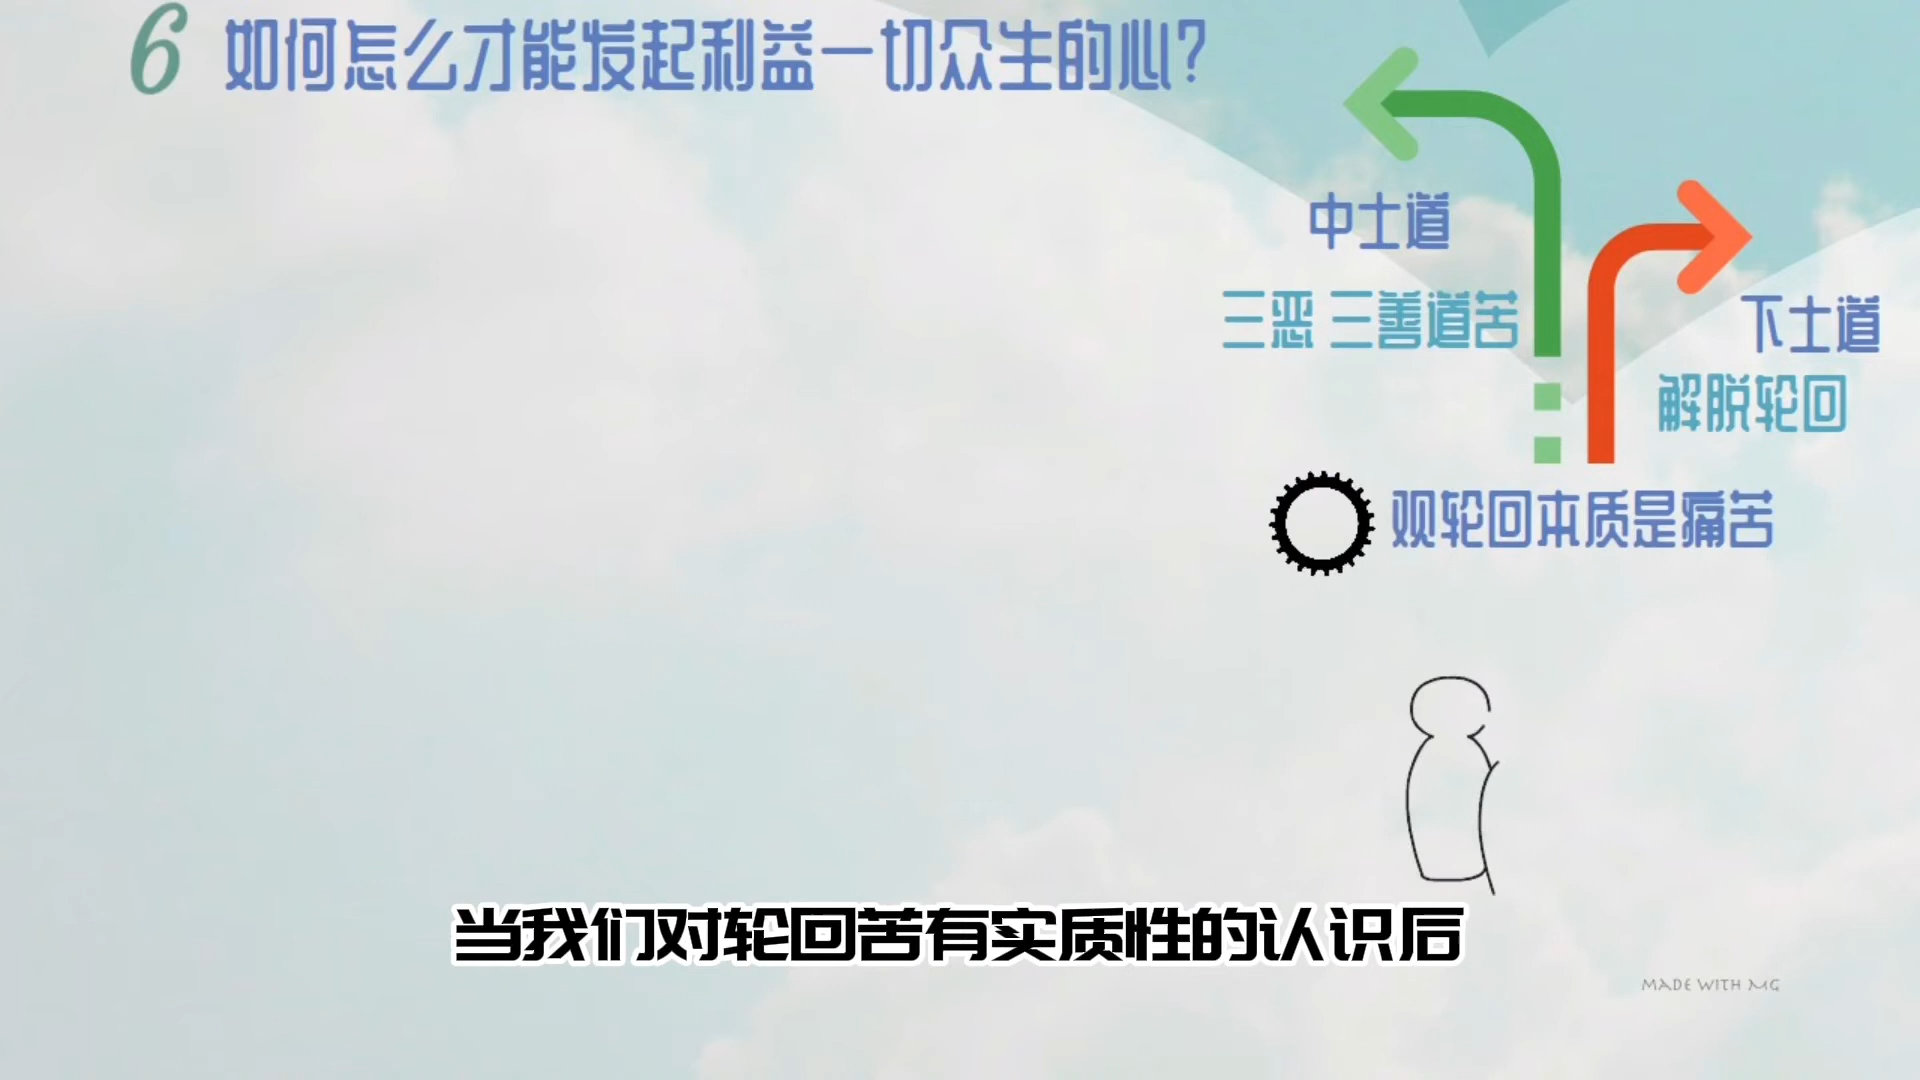 6 如何怎么才能发起利益一切众生的心?
中士道
三恶 三善道苦
下士道
解脱轮回
观轮回本质是痛苦
当我们对轮回苦有实质性的认识后
MADE WITH MG